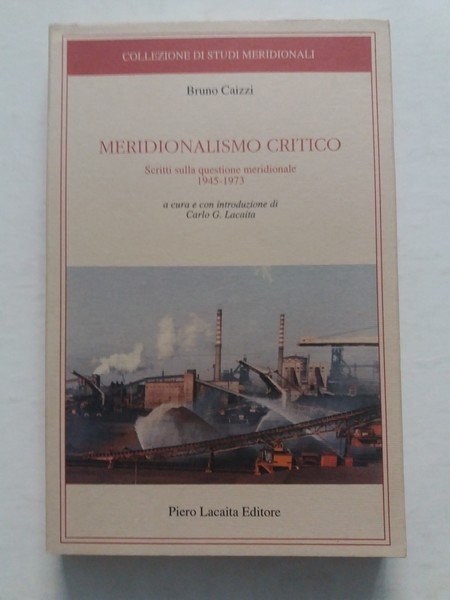 COLLEZIONE DI STUDI MERIDIONALI
Bruno Caizzi
MERIDIONALISMO CRITICO
Scritti sulla questione meridionale
1945-1973
a cura e con introduzione di
Carlo G. Lacaita
Piero Lacaita Editore